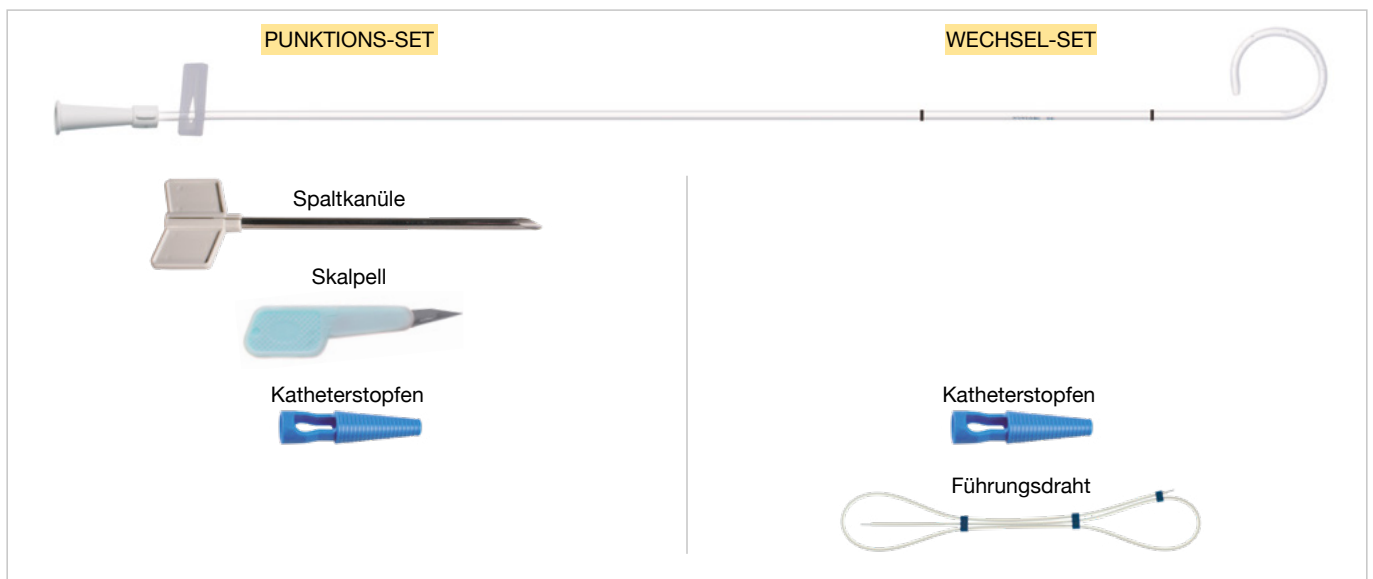 PUNKTIONS-SET
WECHSEL-SET
Spaltkanüle
Skalpell
Katheterstopfen
Katheterstopfen
Führungsdraht